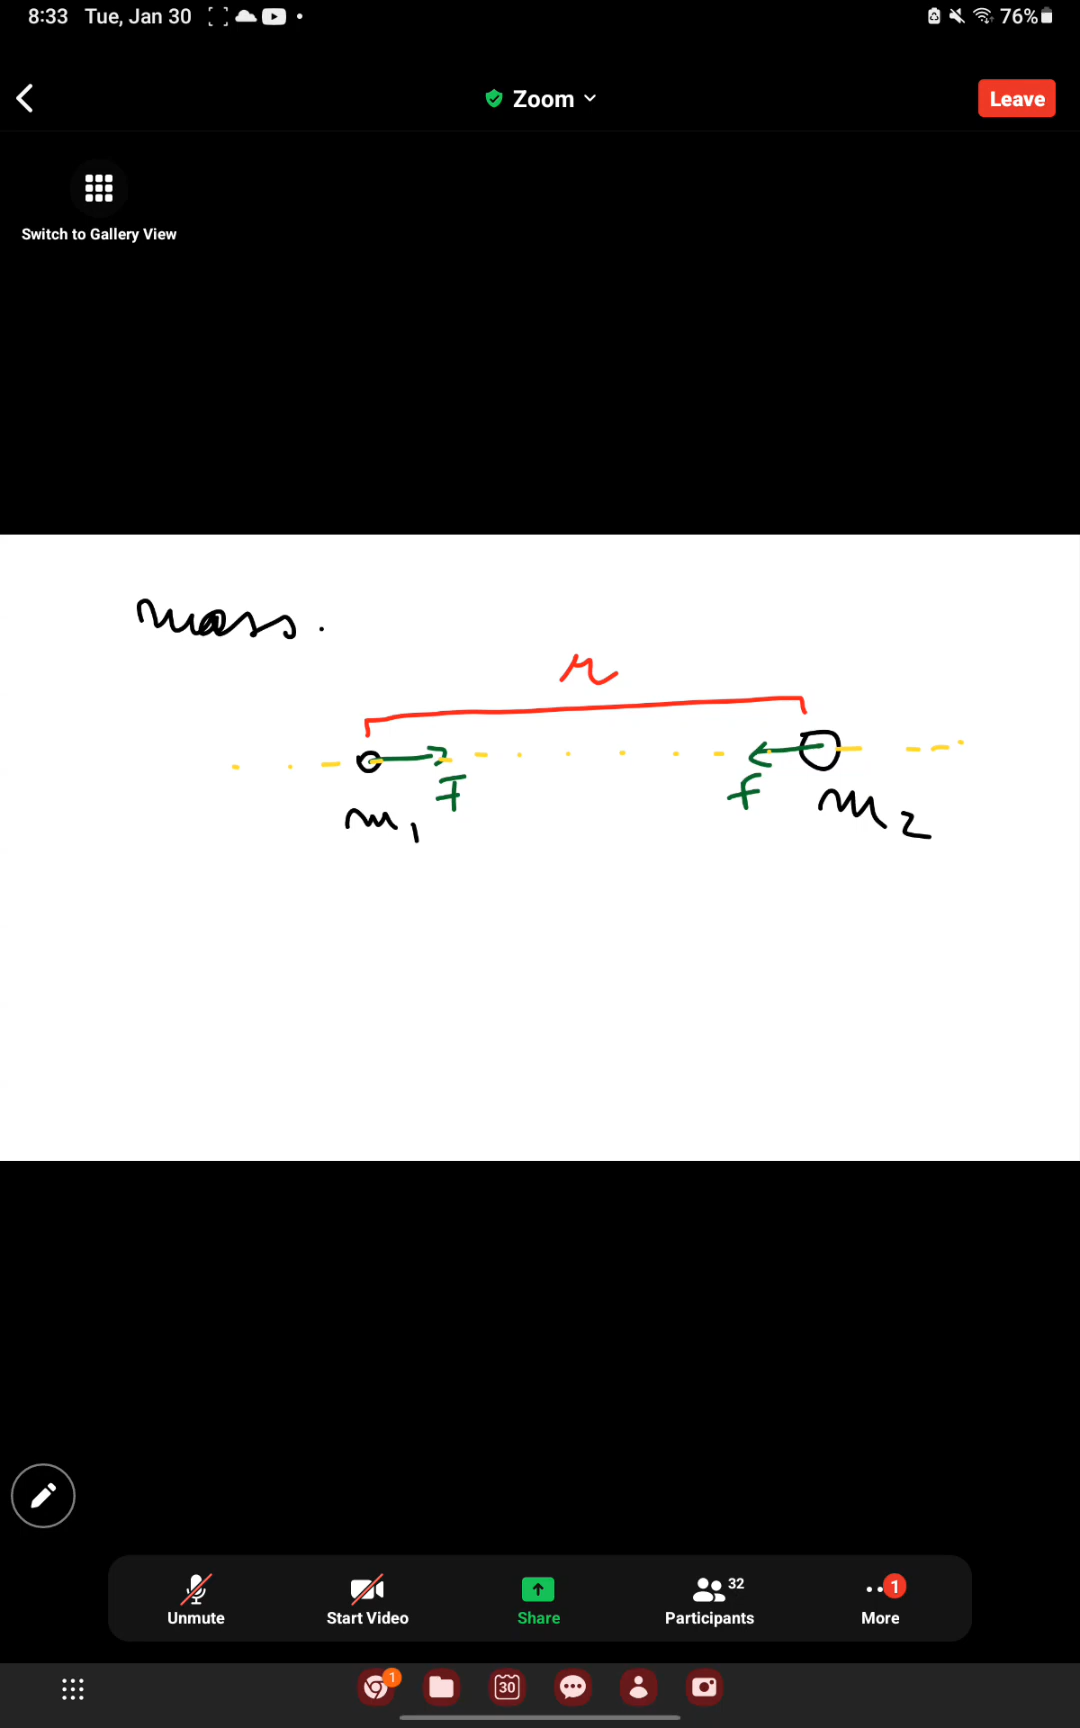 8:33 Tue, Jan 30 76%
Zoom
Leave
Switch to Gallery View
mass.
r
F f
m1 m2
32
1
Unmute Start Video Share Participants More
1
30